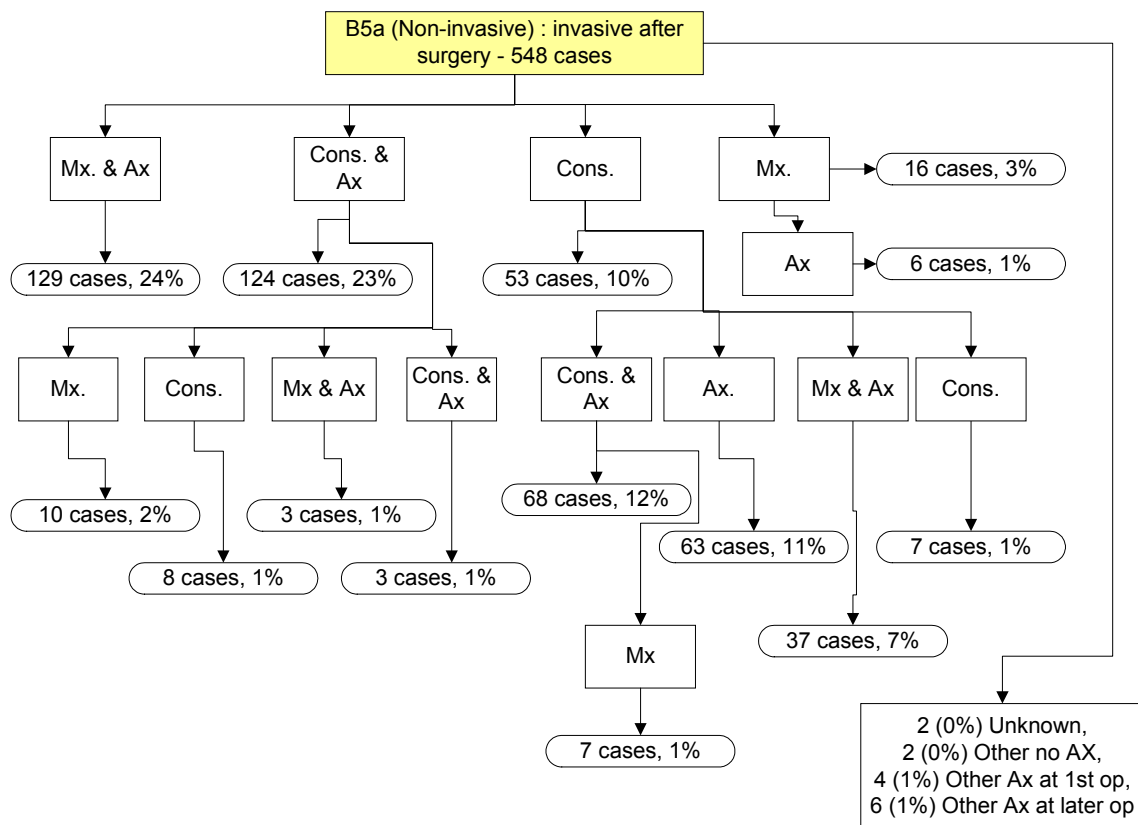 B5a (Non-invasive) : invasive after
surgery - 548 cases
Mx. & Ax
Cons. &
Ax
Cons.
Mx.
16 cases, 3%
Ax
6 cases, 1%
129 cases, 24%
124 cases, 23%
53 cases, 10%
Mx.
Cons.
Mx & Ax
Cons. &
Ax
Cons. &
Ax
Ax.
Mx & Ax
Cons.
10 cases, 2%
3 cases, 1%
68 cases, 12%
63 cases, 11%
7 cases, 1%
8 cases, 1%
3 cases, 1%
37 cases, 7%
Mx
7 cases, 1%
2 (0%) Unknown,
2 (0%) Other no AX,
4 (1%) Other Ax at 1st op,
6 (1%) Other Ax at later op